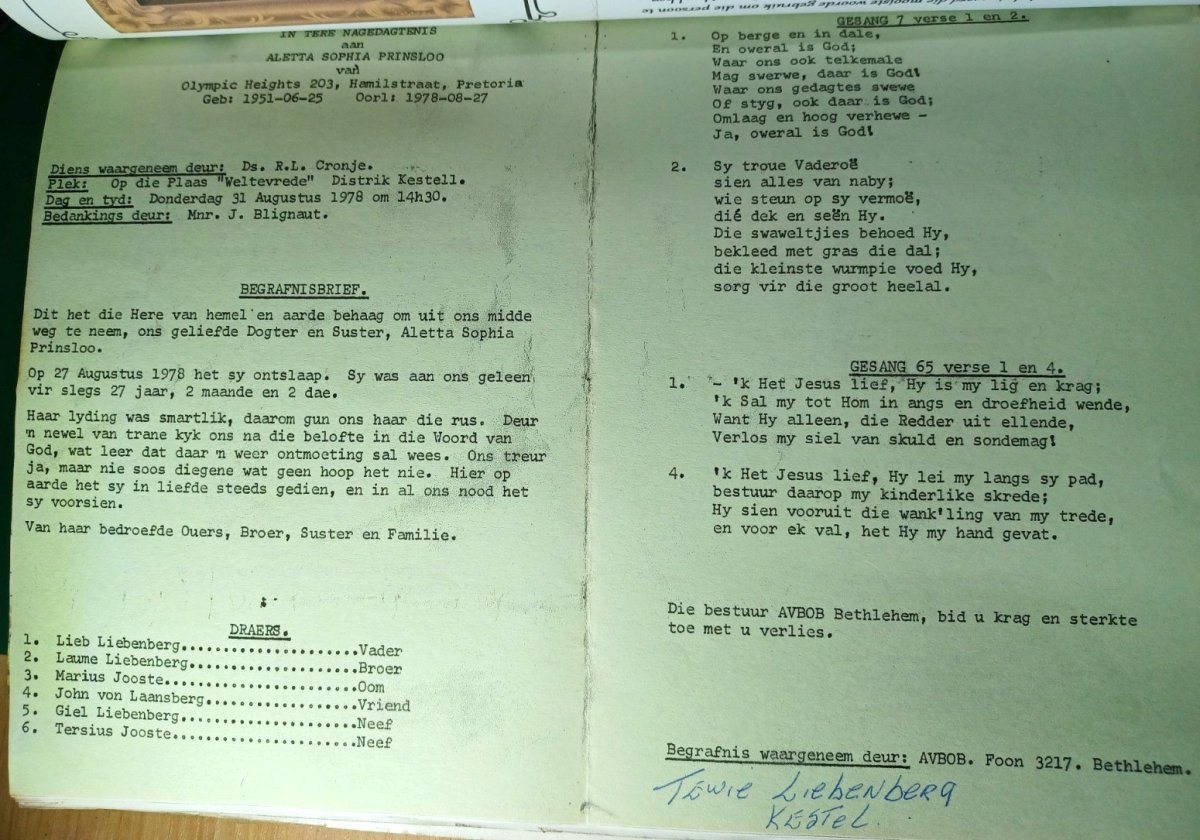 IN TERE NAGEDAGTENIS
aan
ALETTA SOPHIA PRINSLOO
van
Olympic Heights 203, Hamilstraat, Pretoria
Geb: 1951-06-25 Oorl: 1978-08-27
Diens waargeneem deur: Ds. R.L. Cronje.
Plek: Op die Plaas "Weltevrede" Distrik Kestell.
Dag en tyd: Donderdag 31 Augustus 1978 om 14h30.
Bedankings deur: Mnr. J. Blignaut.
BEGRAFNISBRIEF.
Dit het die Here van hemel en aarde behaag om uit ons midde
weg te neem, ons geliefde Dogter en Suster, Aletta Sophia
Prinsloo.
Op 27 Augustus 1978 het sy ontslaap. Sy was aan ons geleen
vir slegs 27 jaar, 2 maande en 2 dae.
Haar lyding was smartlik, daarom gun ons haar die rus. Deur
'n newel van trane kyk ons na die belofte in die Woord van
God, wat leer dat daar 'n weer ontmoeting sal wees. Ons treur
ja, maar nie soos diegene wat geen hoop het nie. Hier op
aarde het sy in liefde steeds gedien, en in al ons nood het
sy voorsien.
Van haar bedroefde Ouers, Broer, Suster en Familie.
DRAERS.
1. Lieb Liebenberg.....................Vader
2. Laume Liebenberg....................Broer
3. Marius Jooste.......................Oom
4. John von Laansberg..................Vriend
5. Giel Liebenberg.....................Neef
6. Tersius Jooste......................Neef
die mooiste woorde gebruik om die persoon te
GESANG 7 verse 1 en 2.
1. Op berge en in dale,
En oweral is God;
Waar ons ook telkemale
Mag swerwe, daar is God!
Waar ons gedagtes swewe
Of styg, ook daar is God;
Omlaag en hoog verhewe -
Ja, oweral is God!
2. Sy troue Vaderoë
sien alles van naby;
wie steun op sy vermoë,
dié dek en seën Hy.
Die swaweltjies behoed Hy,
bekleed met gras die dal;
die kleinste wurmpie voed Hy,
sorg vir die groot heelal.
GESANG 65 verse 1 en 4.
1. - 'k Het Jesus lief, Hy is my lig en krag;
'k Sal my tot Hom in angs en droefheid wende,
Want Hy alleen, die Redder uit ellende,
Verlos my siel van skuld en sondemag!
4. 'k Het Jesus lief, Hy lei my langs sy pad,
bestuur daarop my kinderlike skrede;
Hy sien vooruit die wank'ling van my trede,
en voor ek val, het Hy my hand gevat.
Die bestuur AVBOB Bethlehem, bid u krag en sterkte
toe met u verlies.
Begrafnis waargeneem deur: AVBOB. Foon 3217. Bethlehem.
TEWIE LIEBENBERG
KESTEL.